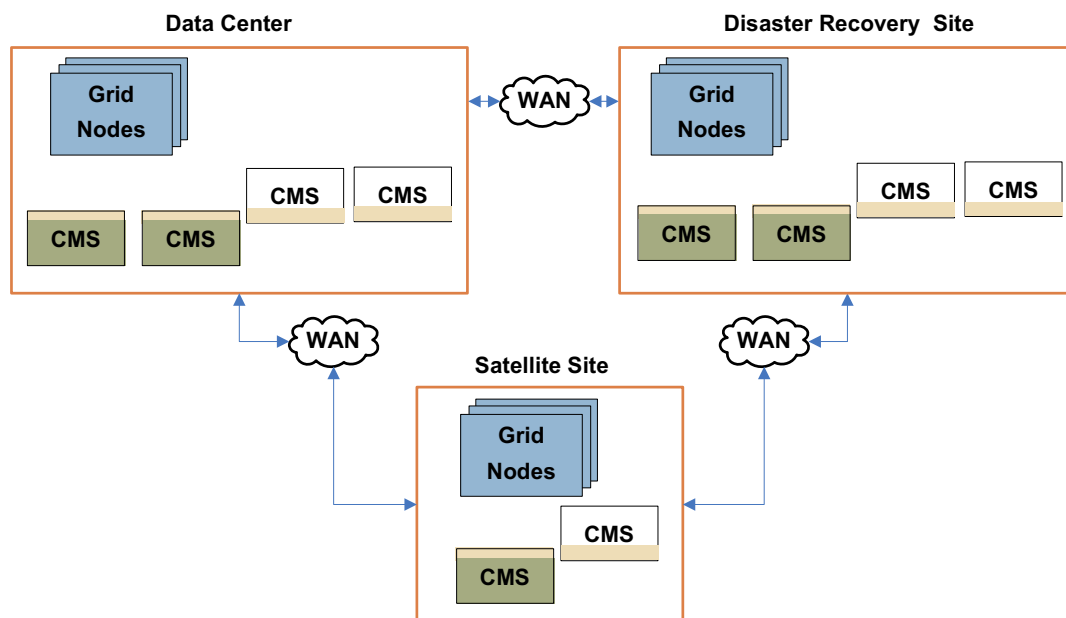 Data Center
Disaster Recovery Site
Grid
Nodes
CMS
CMS
CMS
CMS
WAN
Grid
Nodes
CMS
CMS
CMS
CMS
WAN
WAN
Satellite Site
Grid
Nodes
CMS
CMS